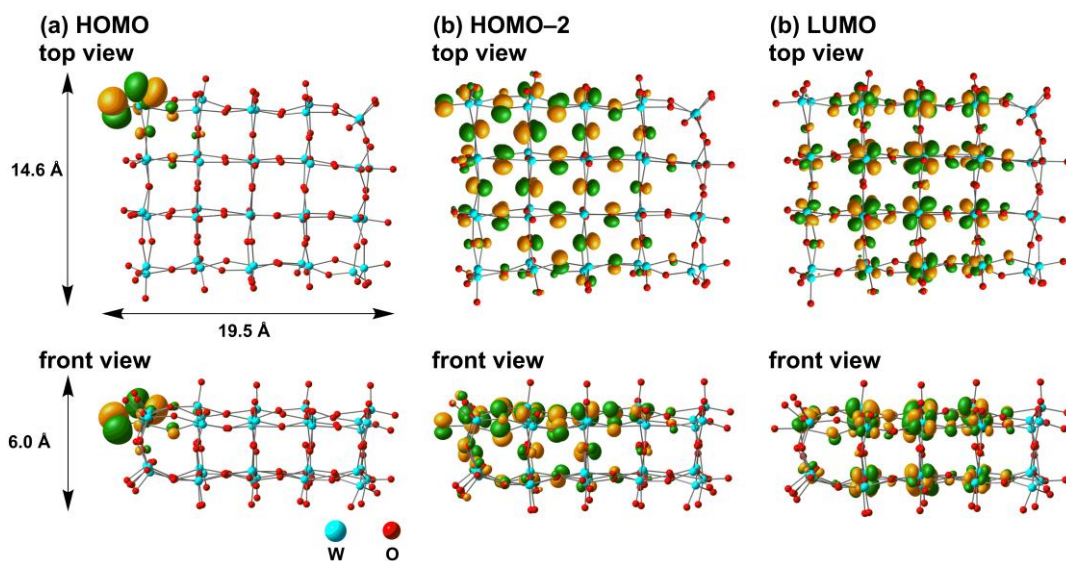 (a) HOMO
top view
(b) HOMO–2
top view
(b) LUMO
top view
14.6 Å
19.5 Å
front view
front view
front view
6.0 Å
W
O